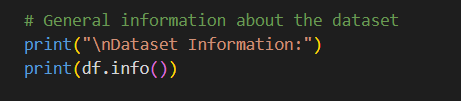 # General information about the dataset
print("\nDataset Information:")
print(df.info())